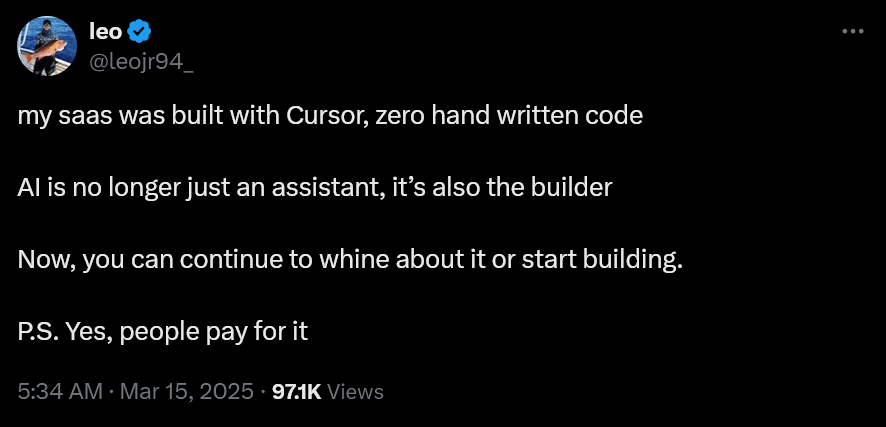 leo
@leojr94_
my saas was built with Cursor, zero hand written code
AI is no longer just an assistant, it’s also the builder
Now, you can continue to whine about it or start building.
P.S. Yes, people pay for it
5:34 AM · Mar 15, 2025 · 97.1K Views